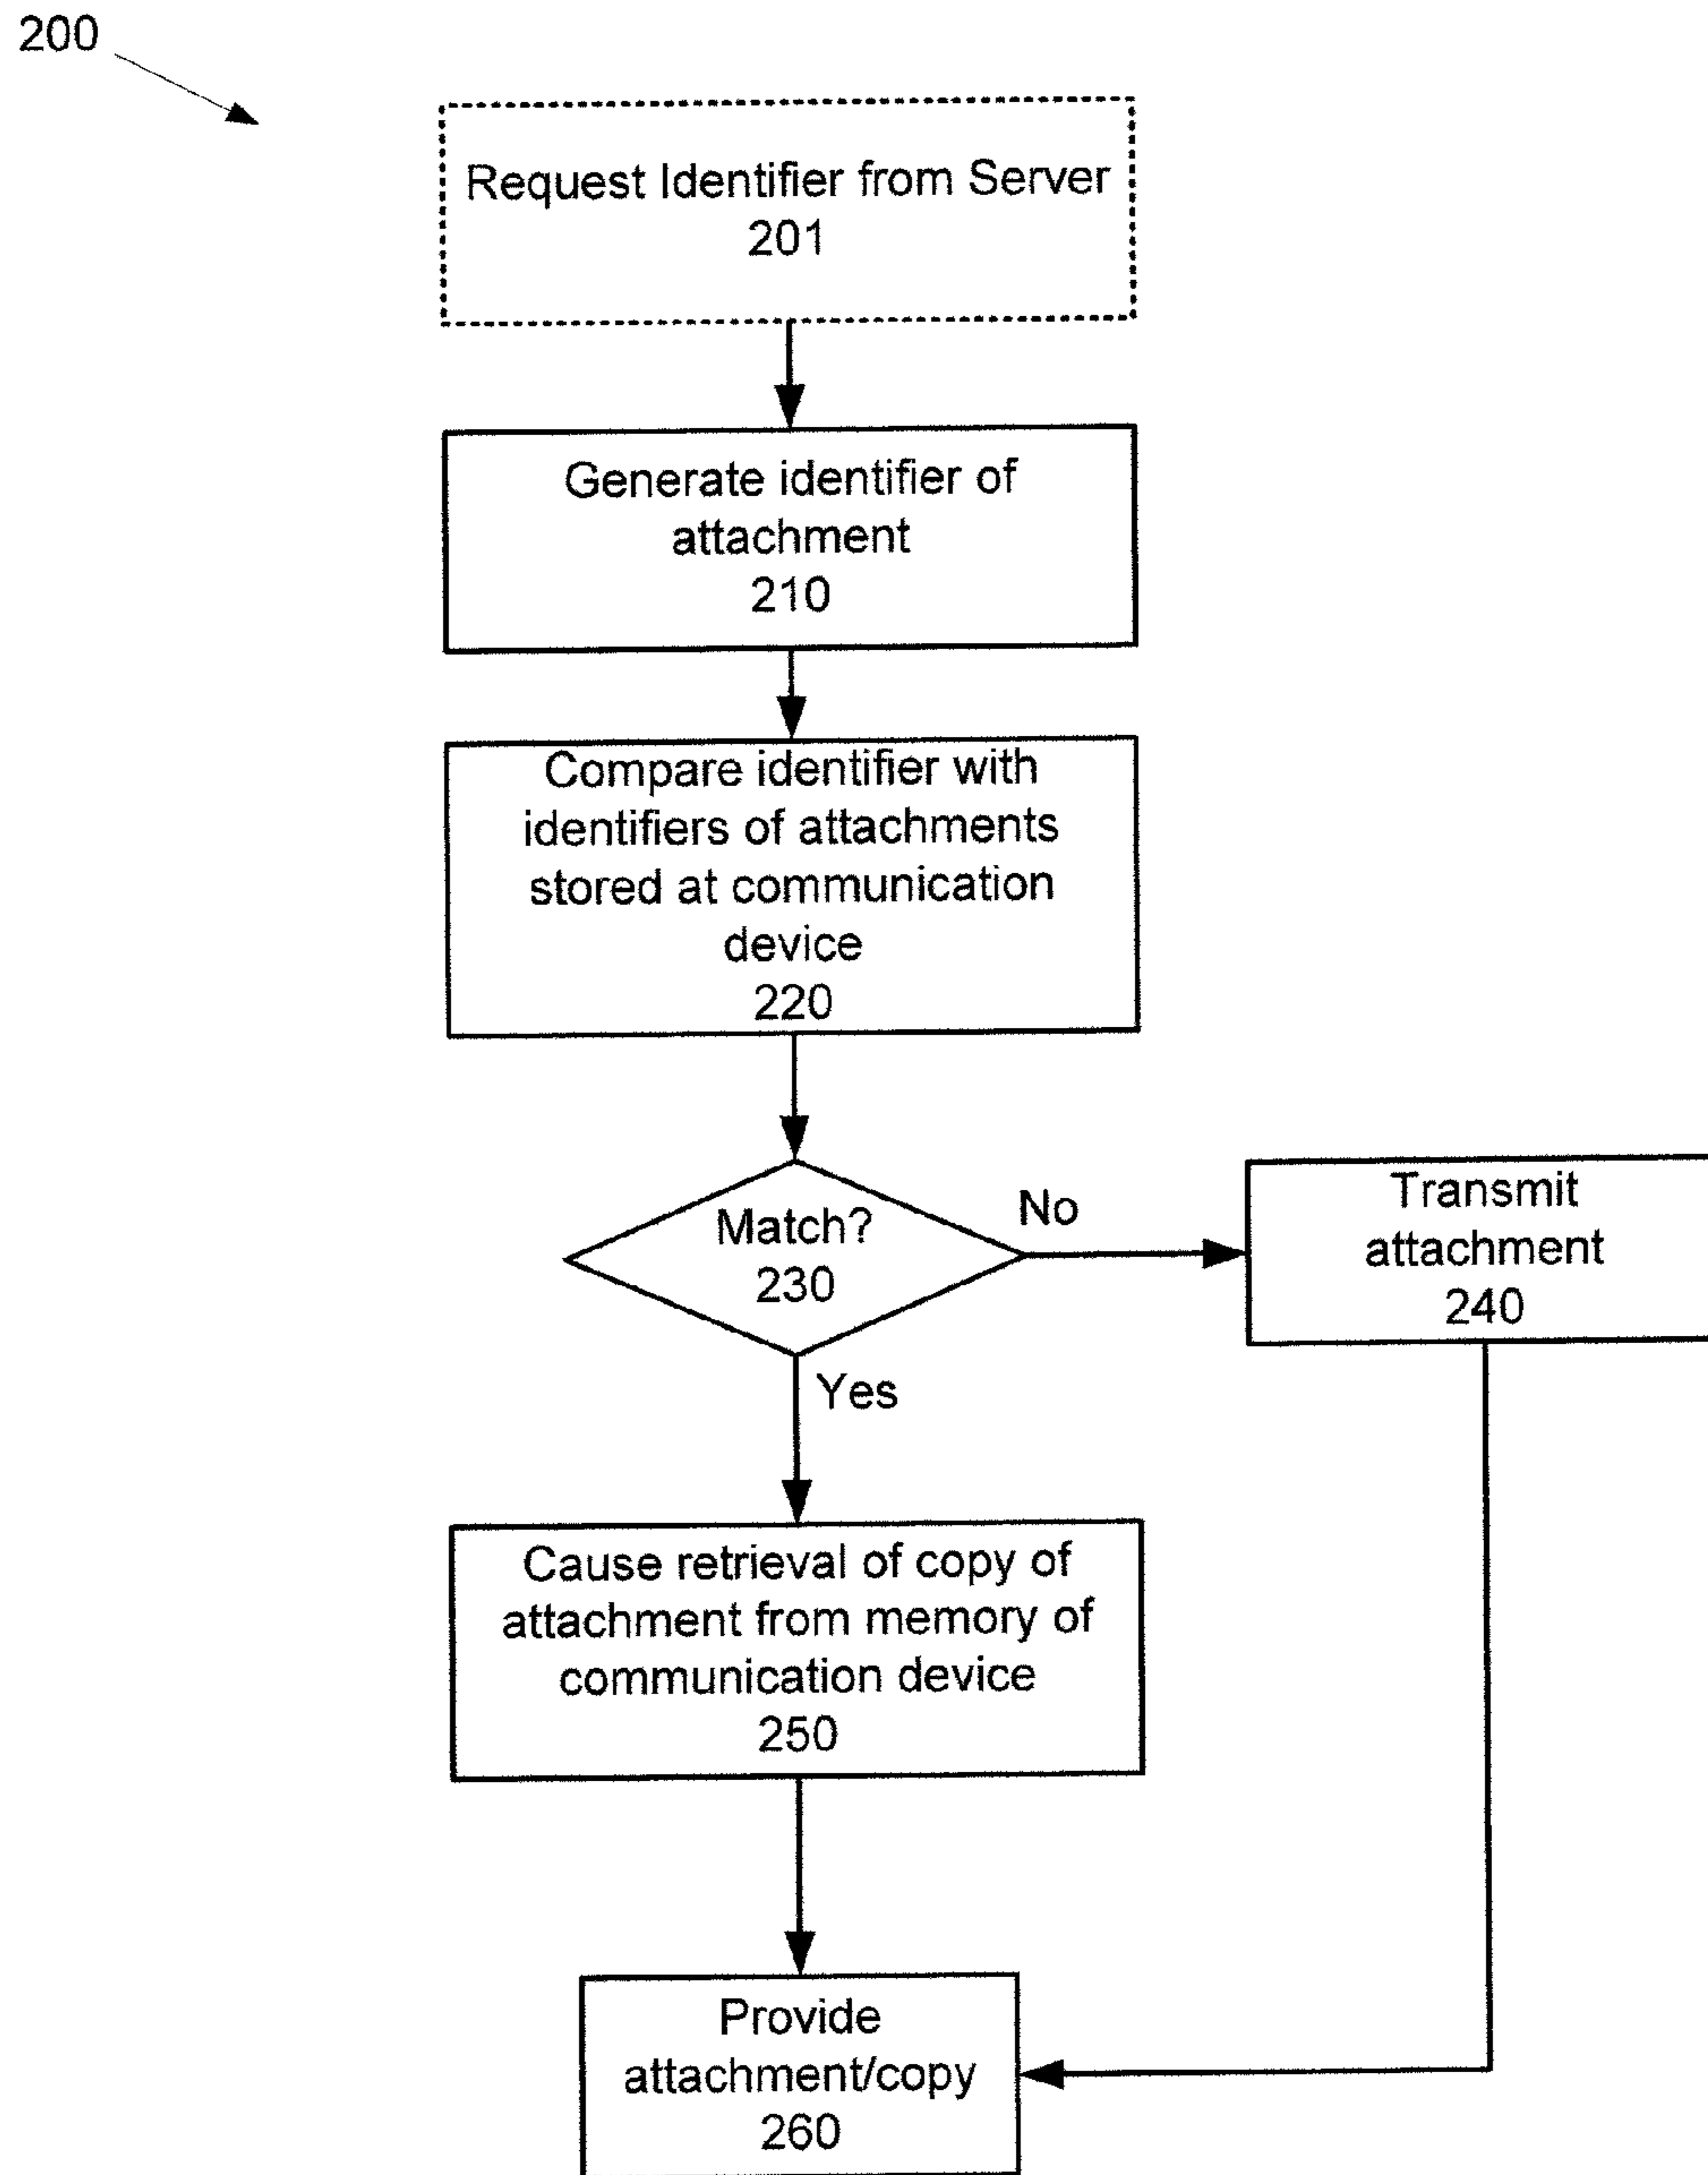 200
Request Identifier from Server
201
Generate identifier of
attachment
210
Compare identifier with
identifiers of attachments
stored at communication
device
220
Match?
230
No
Transmit
attachment
240
Yes
Cause retrieval of copy of
attachment from memory of
communication device
250
Provide
attachment/copy
260